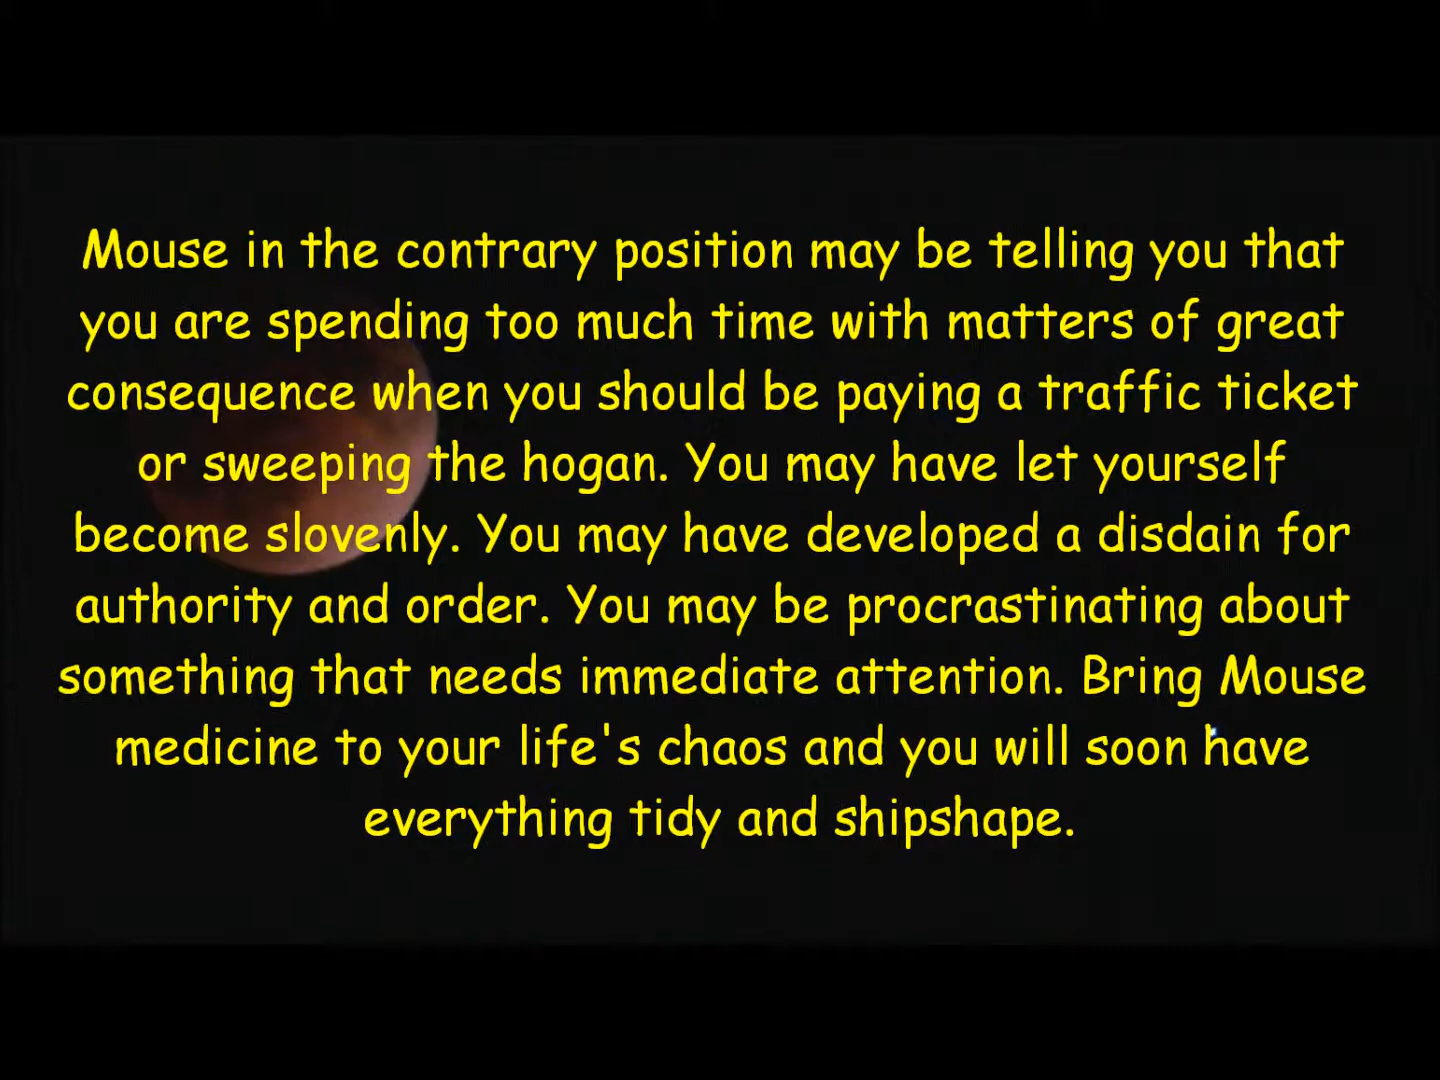 Mouse in the contrary position may be telling you that
you are spending too much time with matters of great
consequence when you should be paying a traffic ticket
or sweeping the hogan. You may have let yourself
become slovenly. You may have developed a disdain for
authority and order. You may be procrastinating about
something that needs immediate attention. Bring Mouse
medicine to your life's chaos and you will soon have
everything tidy and shipshape.